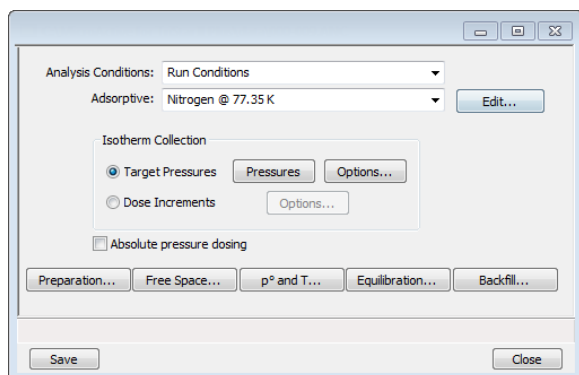 Analysis Conditions: Run Conditions
Adsorptive: Nitrogen @ 77.35 K Edit...
Isotherm Collection
Target Pressures Pressures Options...
Dose Increments Options...
Absolute pressure dosing
Preparation... Free Space... p° and T... Equilibration... Backfill...
Save Close